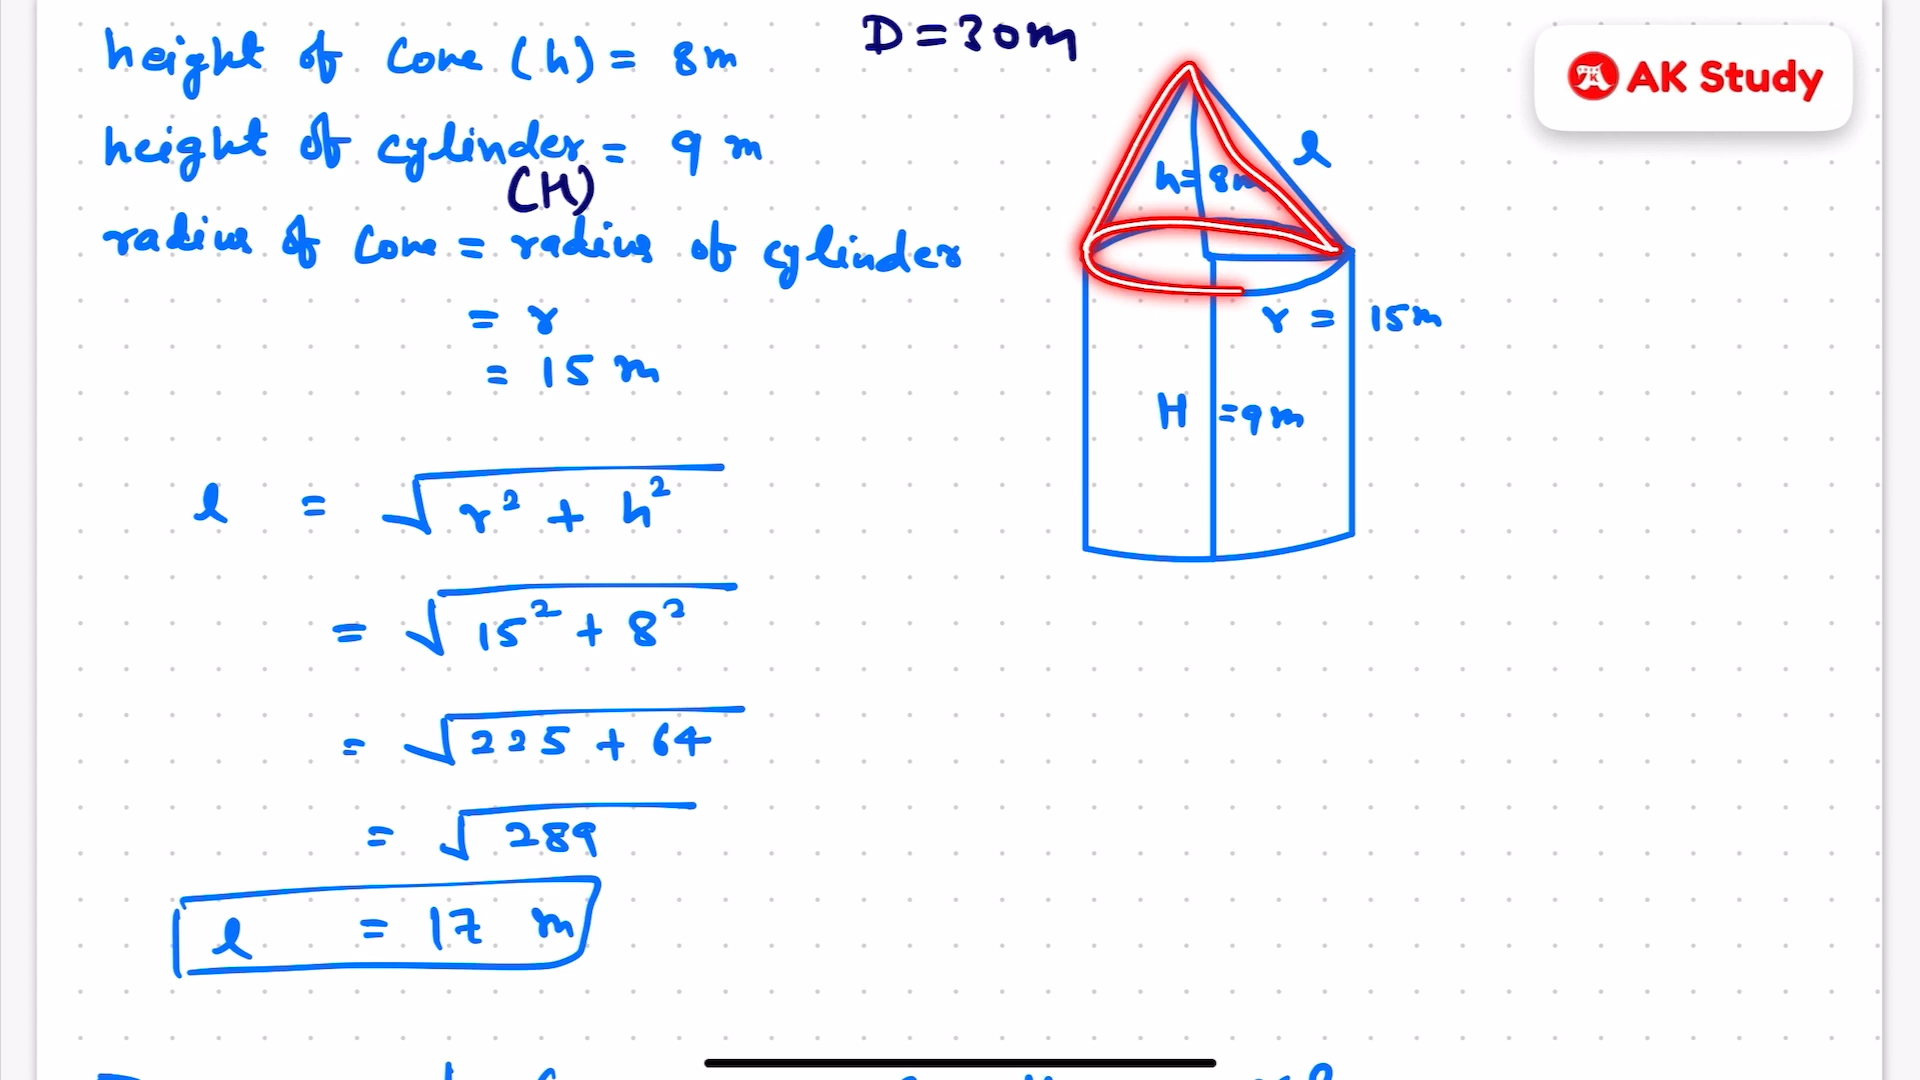 D = 30m
height of cone (h) = 8m
AK Study
height of cylinder = 9 m
(H)
l
h = 8m
radius of cone = radius of cylinder
= r
r = 15m
= 15 m
H = 9m
l = √r² + h²
= √15² + 8²
= √225 + 64
= √289
l = 17 m